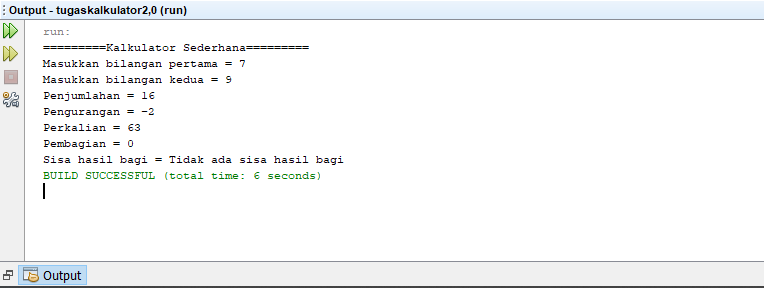 Output - tugaskalkulator2,0 (run)
run:
=========Kalkulator Sederhana=========
Masukkan bilangan pertama = 7
Masukkan bilangan kedua = 9
Penjumlahan = 16
Pengurangan = -2
Perkalian = 63
Pembagian = 0
Sisa hasil bagi = Tidak ada sisa hasil bagi
BUILD SUCCESSFUL (total time: 6 seconds)
Output